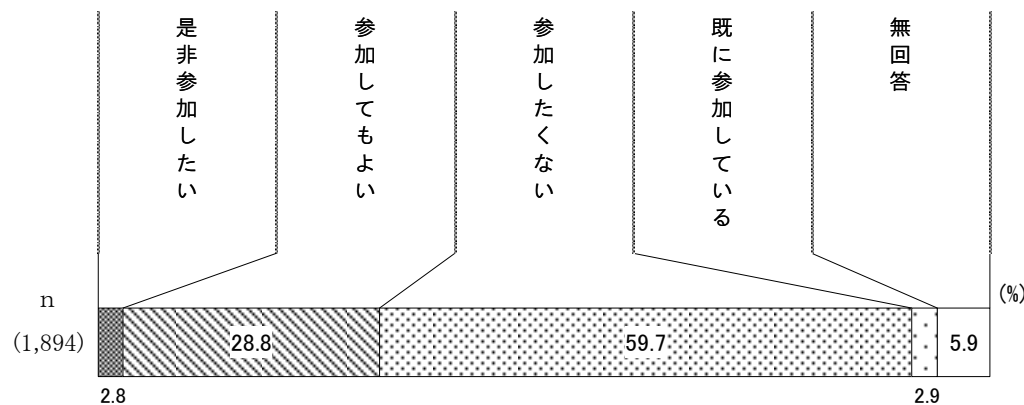 是非参加したい
参加してもよい
参加したくない
既に参加している
無回答
(%)
n
(1,894)
28.8
59.7
5.9
2.8
2.9